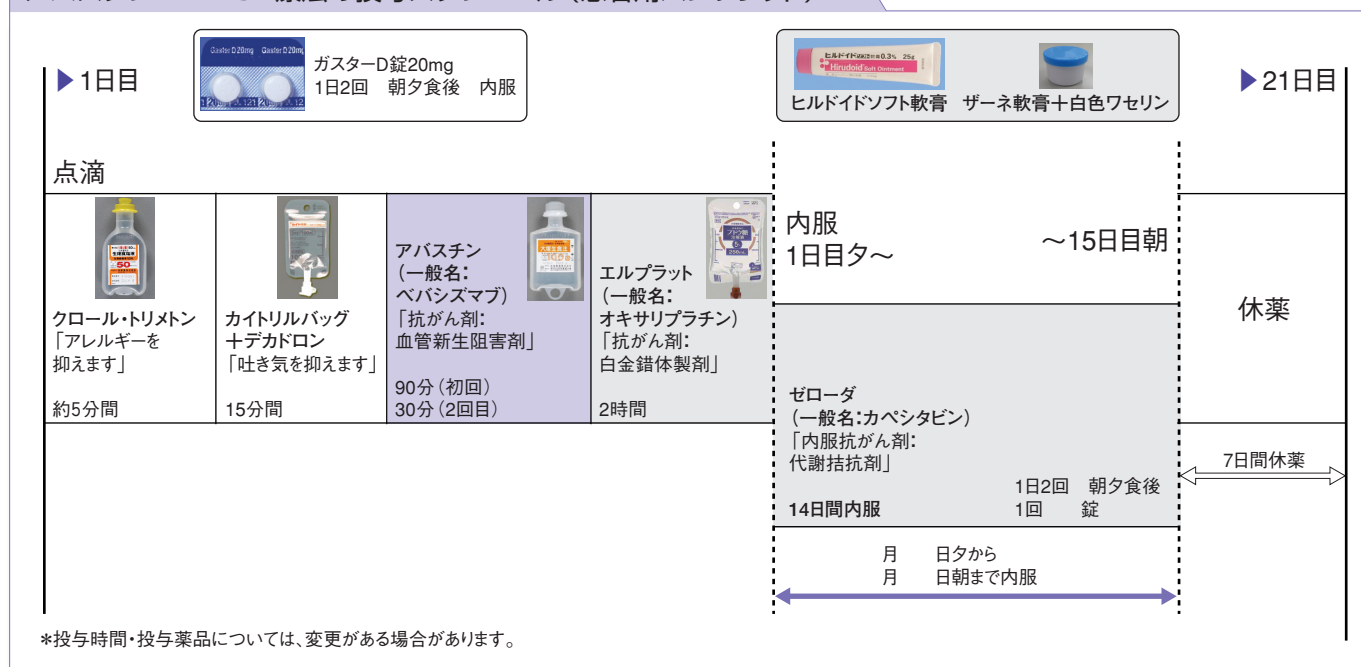 ▶1日目
ガスターD錠20mg
1日2回 朝夕食後 内服
ヒルドイドソフト軟膏 ザーネ軟膏+白色ワセリン
▶21日目
点滴
クロール・トリメトン
「アレルギーを
抑えます」
約5分間
カイトリルバッグ
+デカドロン
「吐き気を抑えます」
15分間
アバスチン
(一般名:
ベバシズマブ)
「抗がん剤:
血管新生阻害剤」
90分(初回)
30分(2回目)
エルプラット
(一般名:
オキサリプラチン)
「抗がん剤:
白金錯体製剤」
2時間
内服
1日目夕~ ~15日目朝
ゼローダ
(一般名:カペシタビン)
「内服抗がん剤:
代謝拮抗剤」
1日2回 朝夕食後
14日間内服 1回 錠
月 日夕から
月 日朝まで内服
休薬
7日間休薬
*投与時間・投与薬品については、変更がある場合があります。